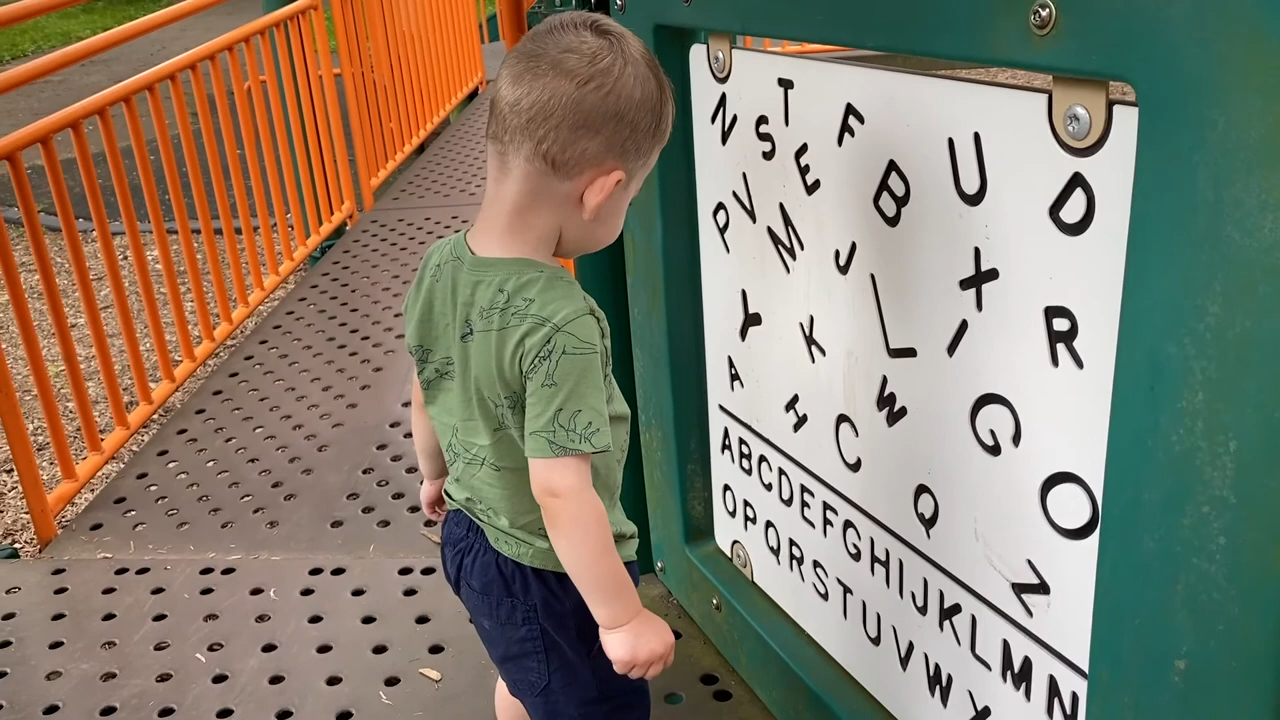 T
N S F U
E B D
P V M J
X
Y K L I R
A H C W G
Q O
Z
ABCDEFGHIJKLMN
OPQRSTUVW